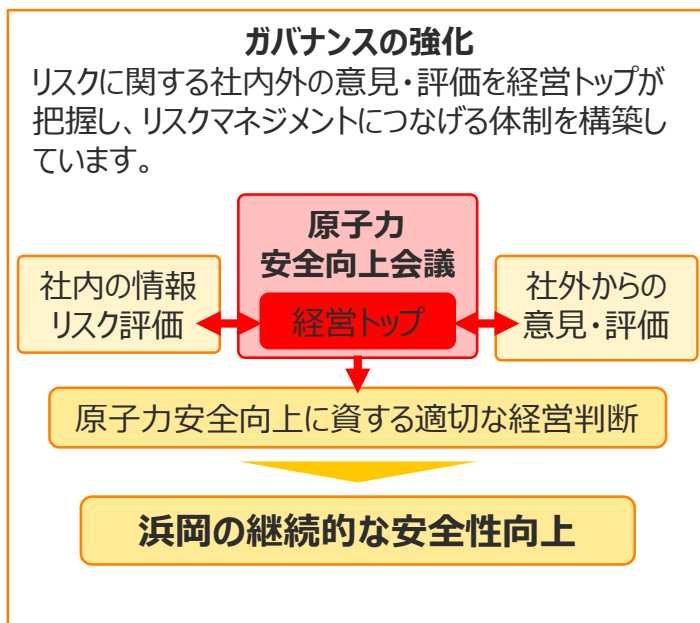 ガバナンスの強化
リスクに関する社内外の意見・評価を経営トップが
把握し、リスクマネジメントにつなげる体制を構築し
ています。
原子力
安全向上会議
社内の情報
リスク評価
経営トップ
社外からの
意見・評価
原子力安全向上に資する適切な経営判断
浜岡の継続的な安全性向上